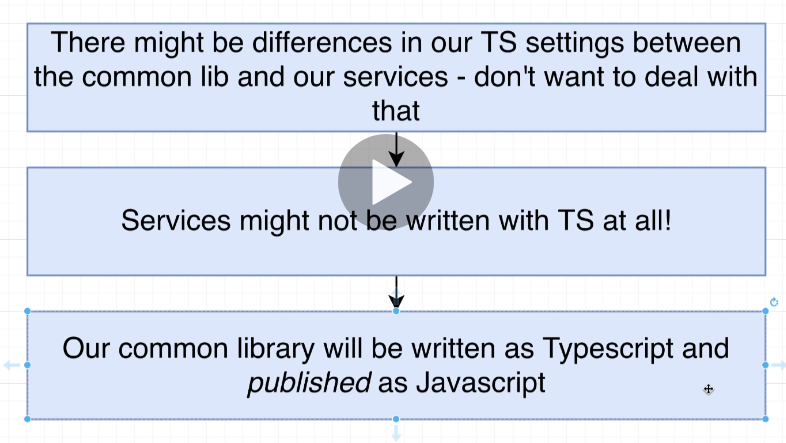 There might be differences in our TS settings between
the common lib and our services - don't want to deal with
that
Services might not be written with TS at all!
Our common library will be written as Typescript and
published as Javascript